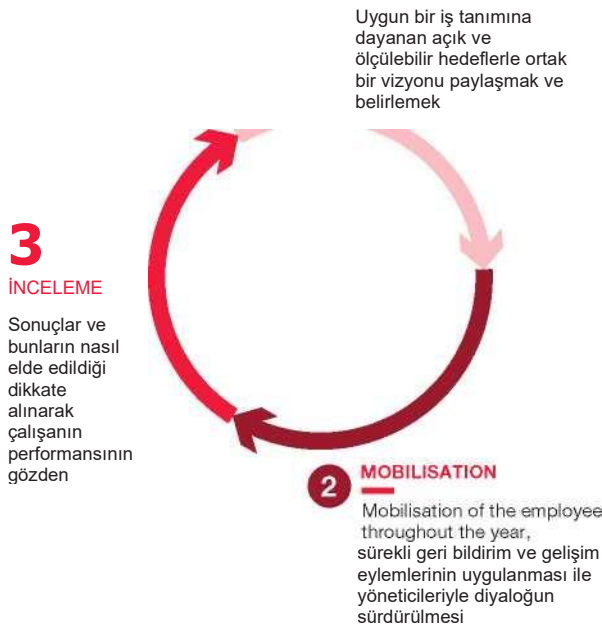 Uygun bir iş tanımına
dayanan açık ve
ölçülebilir hedeflerle ortak
bir vizyonu paylaşmak ve
belirlemek
3
İNCELEME
Sonuçlar ve
bunların nasıl
elde edildiği
dikkate
alınarak
çalışanın
performansının
gözden
2
MOBILISATION
Mobilisation of the employee
throughout the year,
sürekli geri bildirim ve gelişim
eylemlerinin uygulanması ile
yöneticileriyle diyaloğun
sürdürülmesi